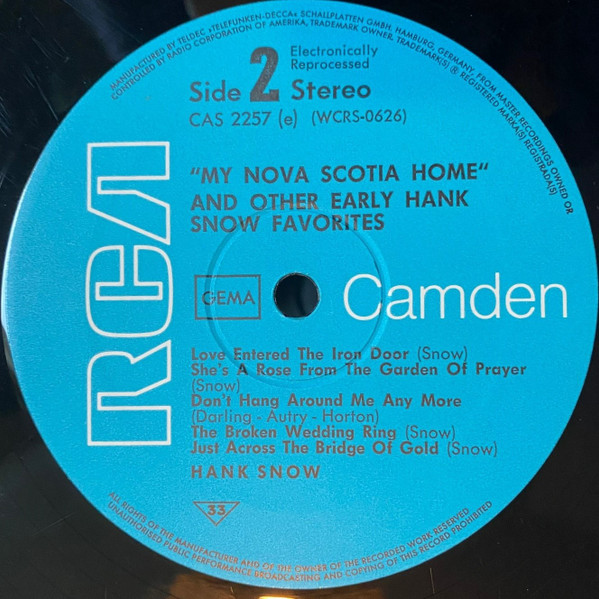 MANUFACTURED BY TELDEC »TELEFUNKEN-DECCA« SCHALLPLATTEN GMBH, HAMBURG, GERMANY, FROM MASTER RECORDINGS OWNED OR
CONTROLLED BY RADIO CORPORATION OF AMERICA, TRADEMARK OWNER, TRADEMARK(S) ® REGISTERED MARKA(S) REGISTRADA(S)
Electronically
Reprocessed
Side 2 Stereo
CAS 2257 (e) (WCRS-0626)
"MY NOVA SCOTIA HOME"
AND OTHER EARLY HANK
SNOW FAVORITES
RCA
GEMA
Camden
Love Entered The Iron Door (Snow)
She's A Rose From The Garden Of Prayer
(Snow)
Don't Hang Around Me Any More
(Darling - Autry - Horton)
The Broken Wedding Ring (Snow)
Just Across The Bridge Of Gold (Snow)
HANK SNOW
33
ALL RIGHTS OF THE MANUFACTURER AND OF THE OWNER OF THE RECORDED WORK RESERVED
UNAUTHORISED PUBLIC PERFORMANCE BROADCASTING AND COPYING OF THIS RECORD PROHIBITED